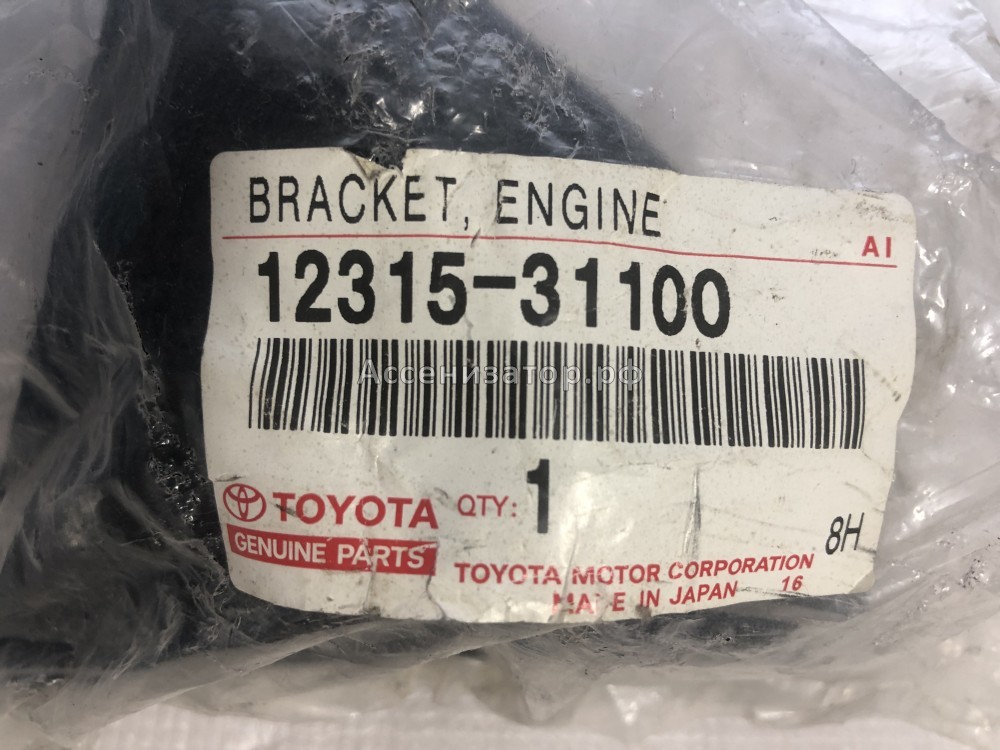 BRACKET, ENGINE
AI
12315-31100
Ассенизатор.рф
TOYOTA QTY: 1
GENUINE PARTS
8H
TOYOTA MOTOR CORPORATION
MADE IN JAPAN 16